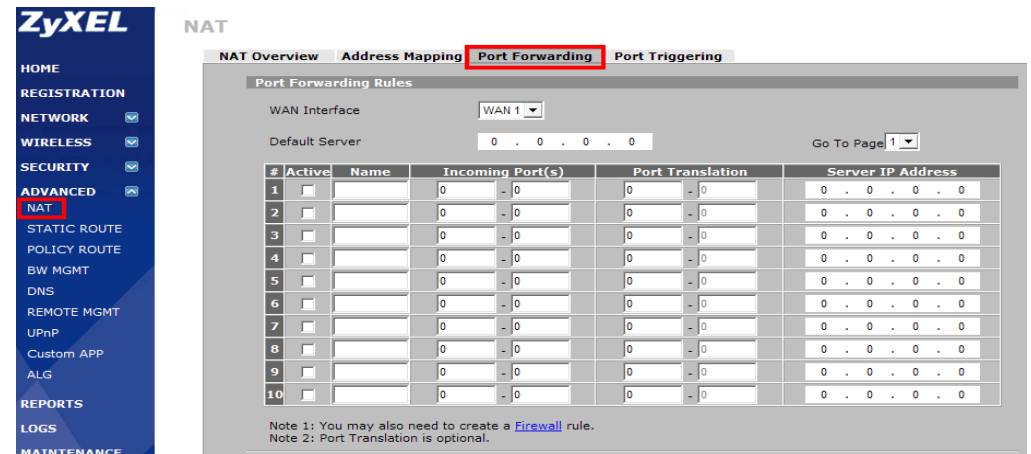 ZyXEL
HOME
REGISTRATION
NETWORK
WIRELESS
SECURITY
ADVANCED
NAT
STATIC ROUTE
POLICY ROUTE
BW MGMT
DNS
REMOTE MGMT
UPnP
Custom APP
ALG
REPORTS
LOGS
MAINTENANCE
NAT
NAT Overview Address Mapping Port Forwarding Port Triggering
Port Forwarding Rules
WAN Interface WAN 1
Default Server 0 . 0 . 0 . 0 Go To Page 1
# Active Name Incoming Port(s) Port Translation Server IP Address
1 0 - 0 0 - 0 0 . 0 . 0 . 0
2 0 - 0 0 - 0 0 . 0 . 0 . 0
3 0 - 0 0 - 0 0 . 0 . 0 . 0
4 0 - 0 0 - 0 0 . 0 . 0 . 0
5 0 - 0 0 - 0 0 . 0 . 0 . 0
6 0 - 0 0 - 0 0 . 0 . 0 . 0
7 0 - 0 0 - 0 0 . 0 . 0 . 0
8 0 - 0 0 - 0 0 . 0 . 0 . 0
9 0 - 0 0 - 0 0 . 0 . 0 . 0
10 0 - 0 0 - 0 0 . 0 . 0 . 0
Note 1: You may also need to create a Firewall rule.
Note 2: Port Translation is optional.